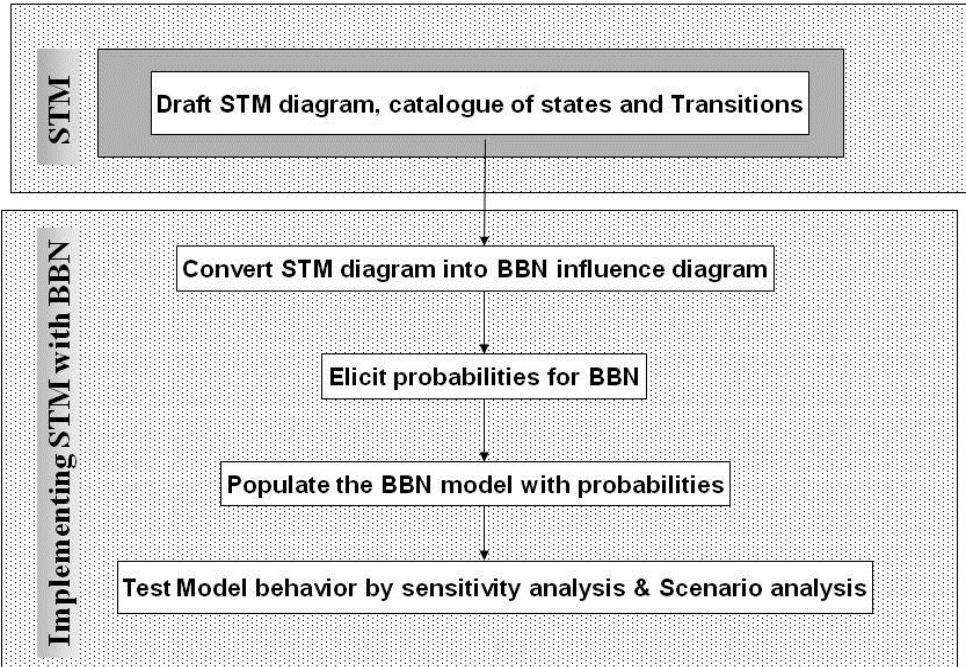 STM
Draft STM diagram, catalogue of states and Transitions
Implementing STM with BBN
Convert STM diagram into BBN influence diagram
Elicit probabilities for BBN
Populate the BBN model with probabilities
Test Model behavior by sensitivity analysis & Scenario analysis